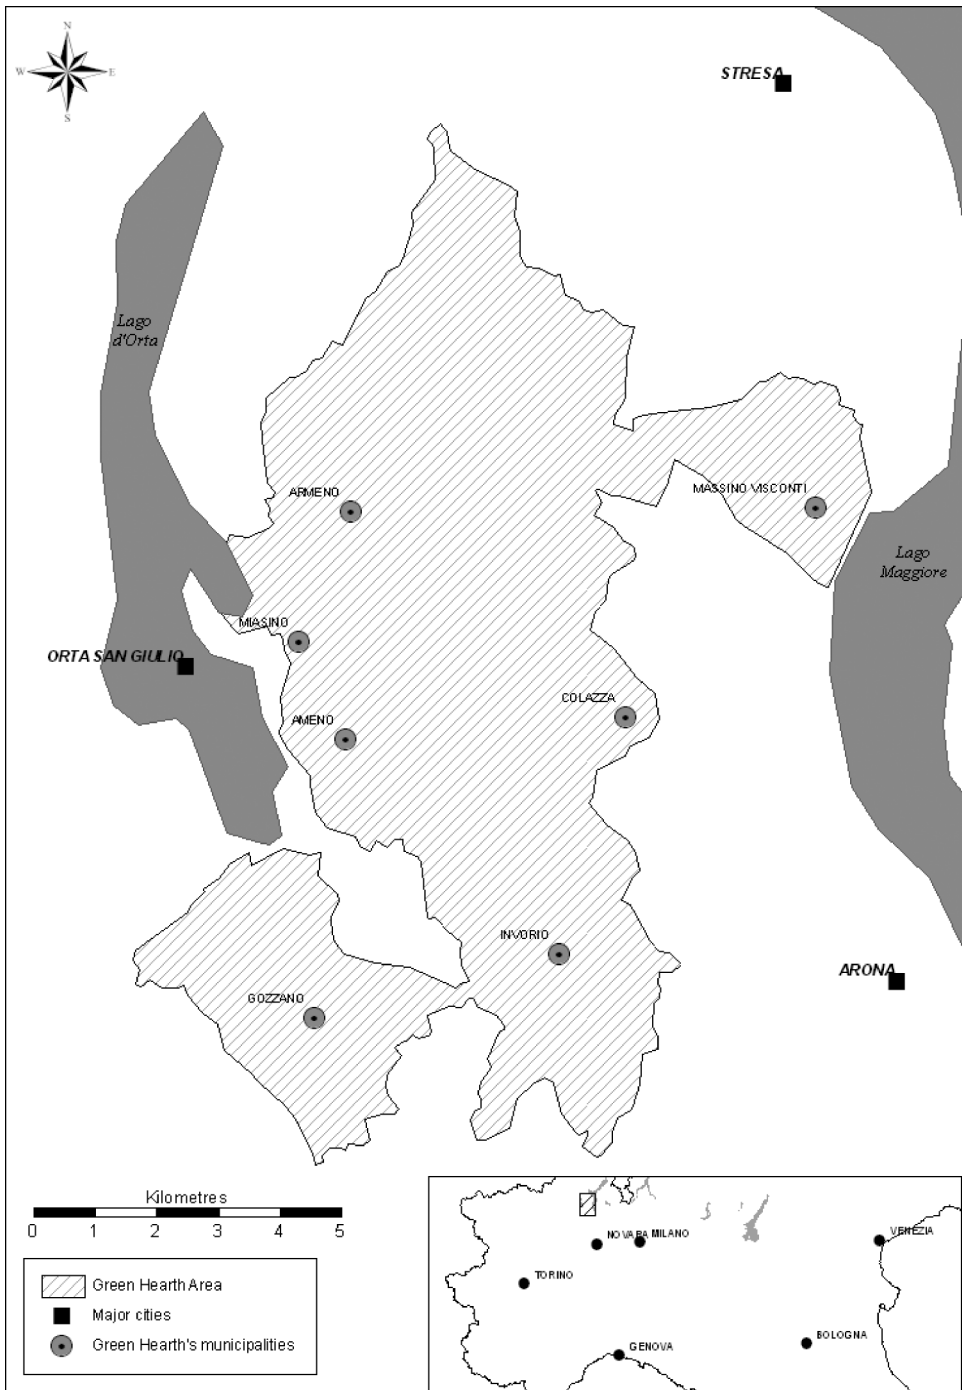 N
W E
S
STRESA
Lago
d'Orta
ARMENO
MASSINO VISCONTI
Lago
Maggiore
MIASINO
ORTA SAN GIULIO
COLAZZA
AMENO
INVORIO
ARONA
GOZZANO
Kilometres
0 1 2 3 4 5
Green Hearth Area
Major cities
Green Hearth's municipalities
NOVARA MILANO
VENEZIA
TORINO
BOLOGNA
GENOVA